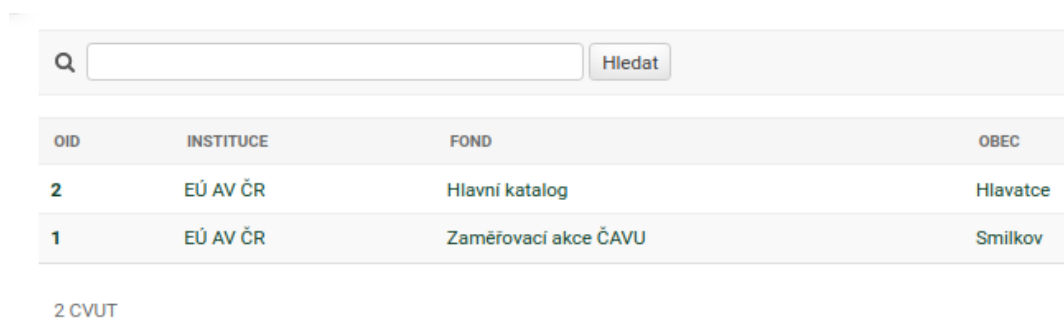 Hledat
OID INSTITUCE FOND OBEC
2 EÚ AV ČR Hlavní katalog Hlavatce
1 EÚ AV ČR Zaměřovací akce ČAVU Smilkov
2 CVUT